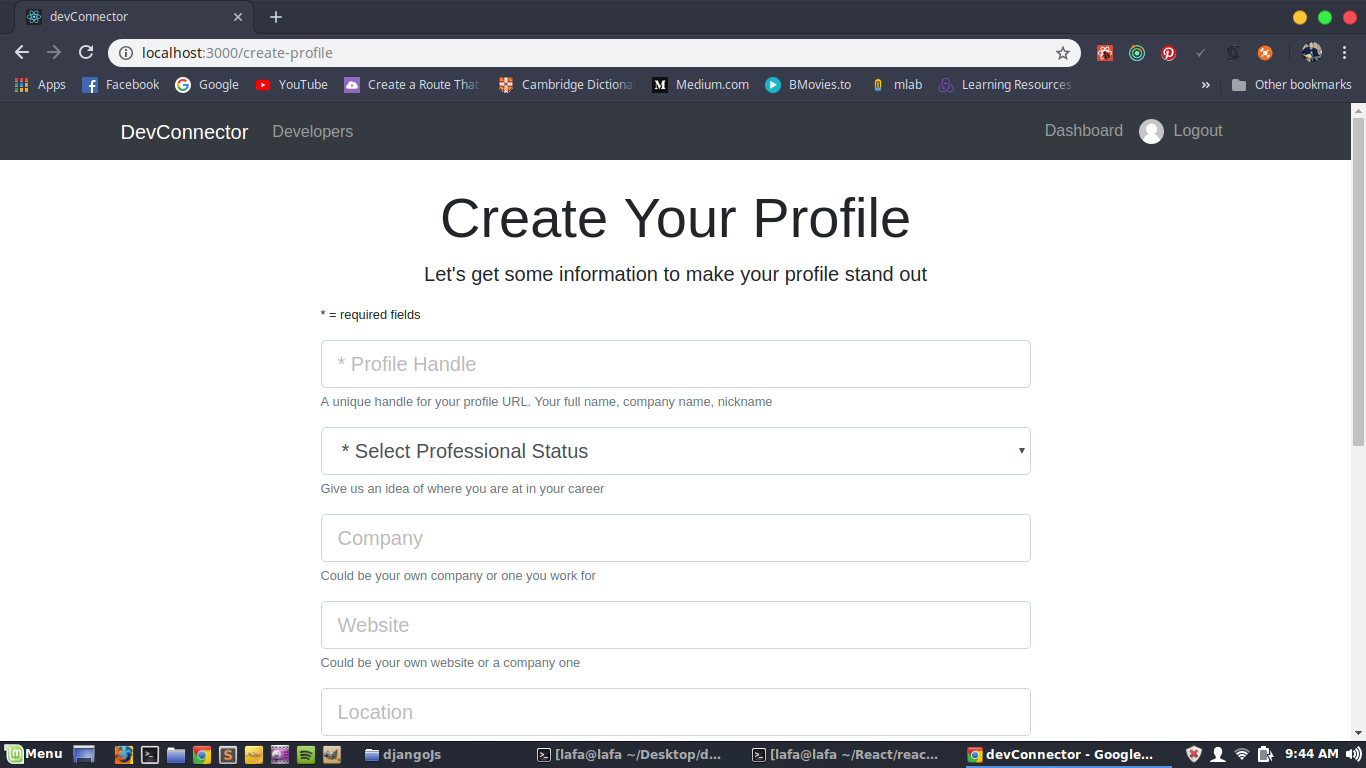 devConnector
localhost:3000/create-profile
Apps Facebook Google YouTube Create a Route That Cambridge Dictiona Medium.com BMovies.to mlab Learning Resources » Other bookmarks
DevConnector Developers Dashboard Logout
Create Your Profile
Let's get some information to make your profile stand out
* = required fields
* Profile Handle
A unique handle for your profile URL. Your full name, company name, nickname
* Select Professional Status
Give us an idea of where you are at in your career
Company
Could be your own company or one you work for
Website
Could be your own website or a company one
Location
Menu djangoJs [lafa@lafa ~/Desktop/d... [lafa@lafa ~/React/reac... devConnector - Google... 9:44 AM